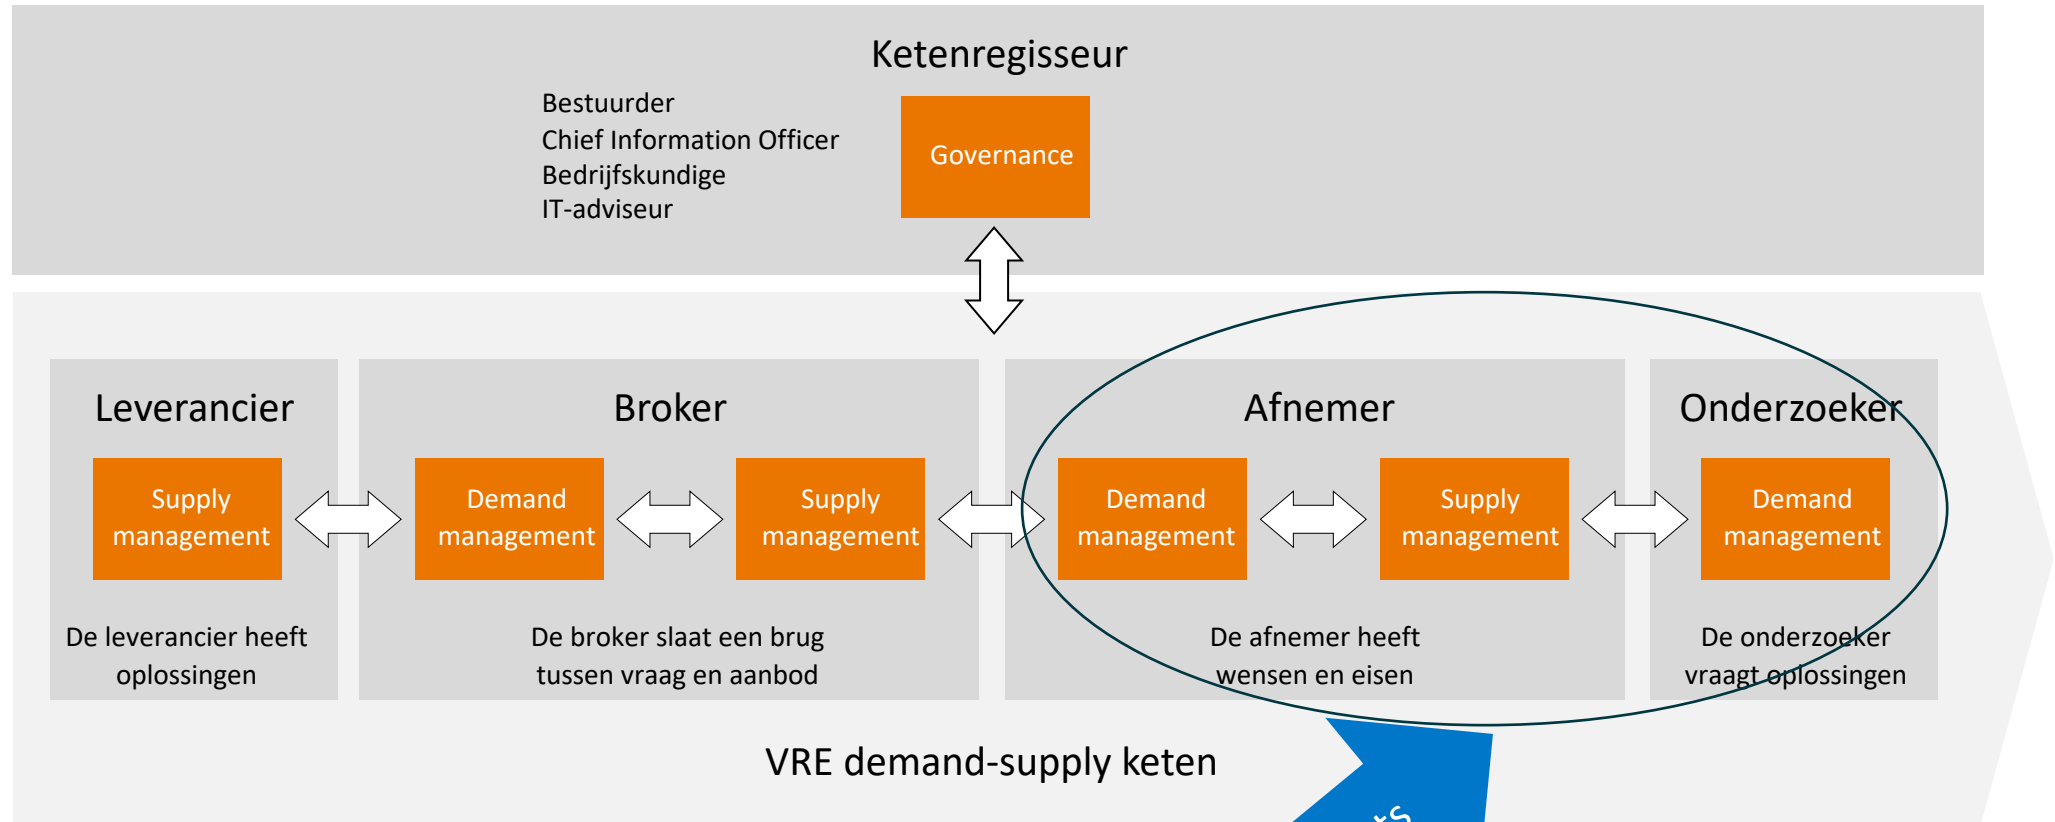 Ketenregisseur
Bestuurder
Chief Information Officer
Bedrijfskundige
IT-adviseur
Governance
Leverancier
Supply
management
De leverancier heeft
oplossingen
Broker
Demand
management
Supply
management
De broker slaat een brug
tussen vraag en aanbod
Afnemer
Demand
management
Supply
management
De afnemer heeft
wensen en eisen
Onderzoeker
Demand
management
De onderzoeker
vraagt oplossingen
VRE demand-supply keten